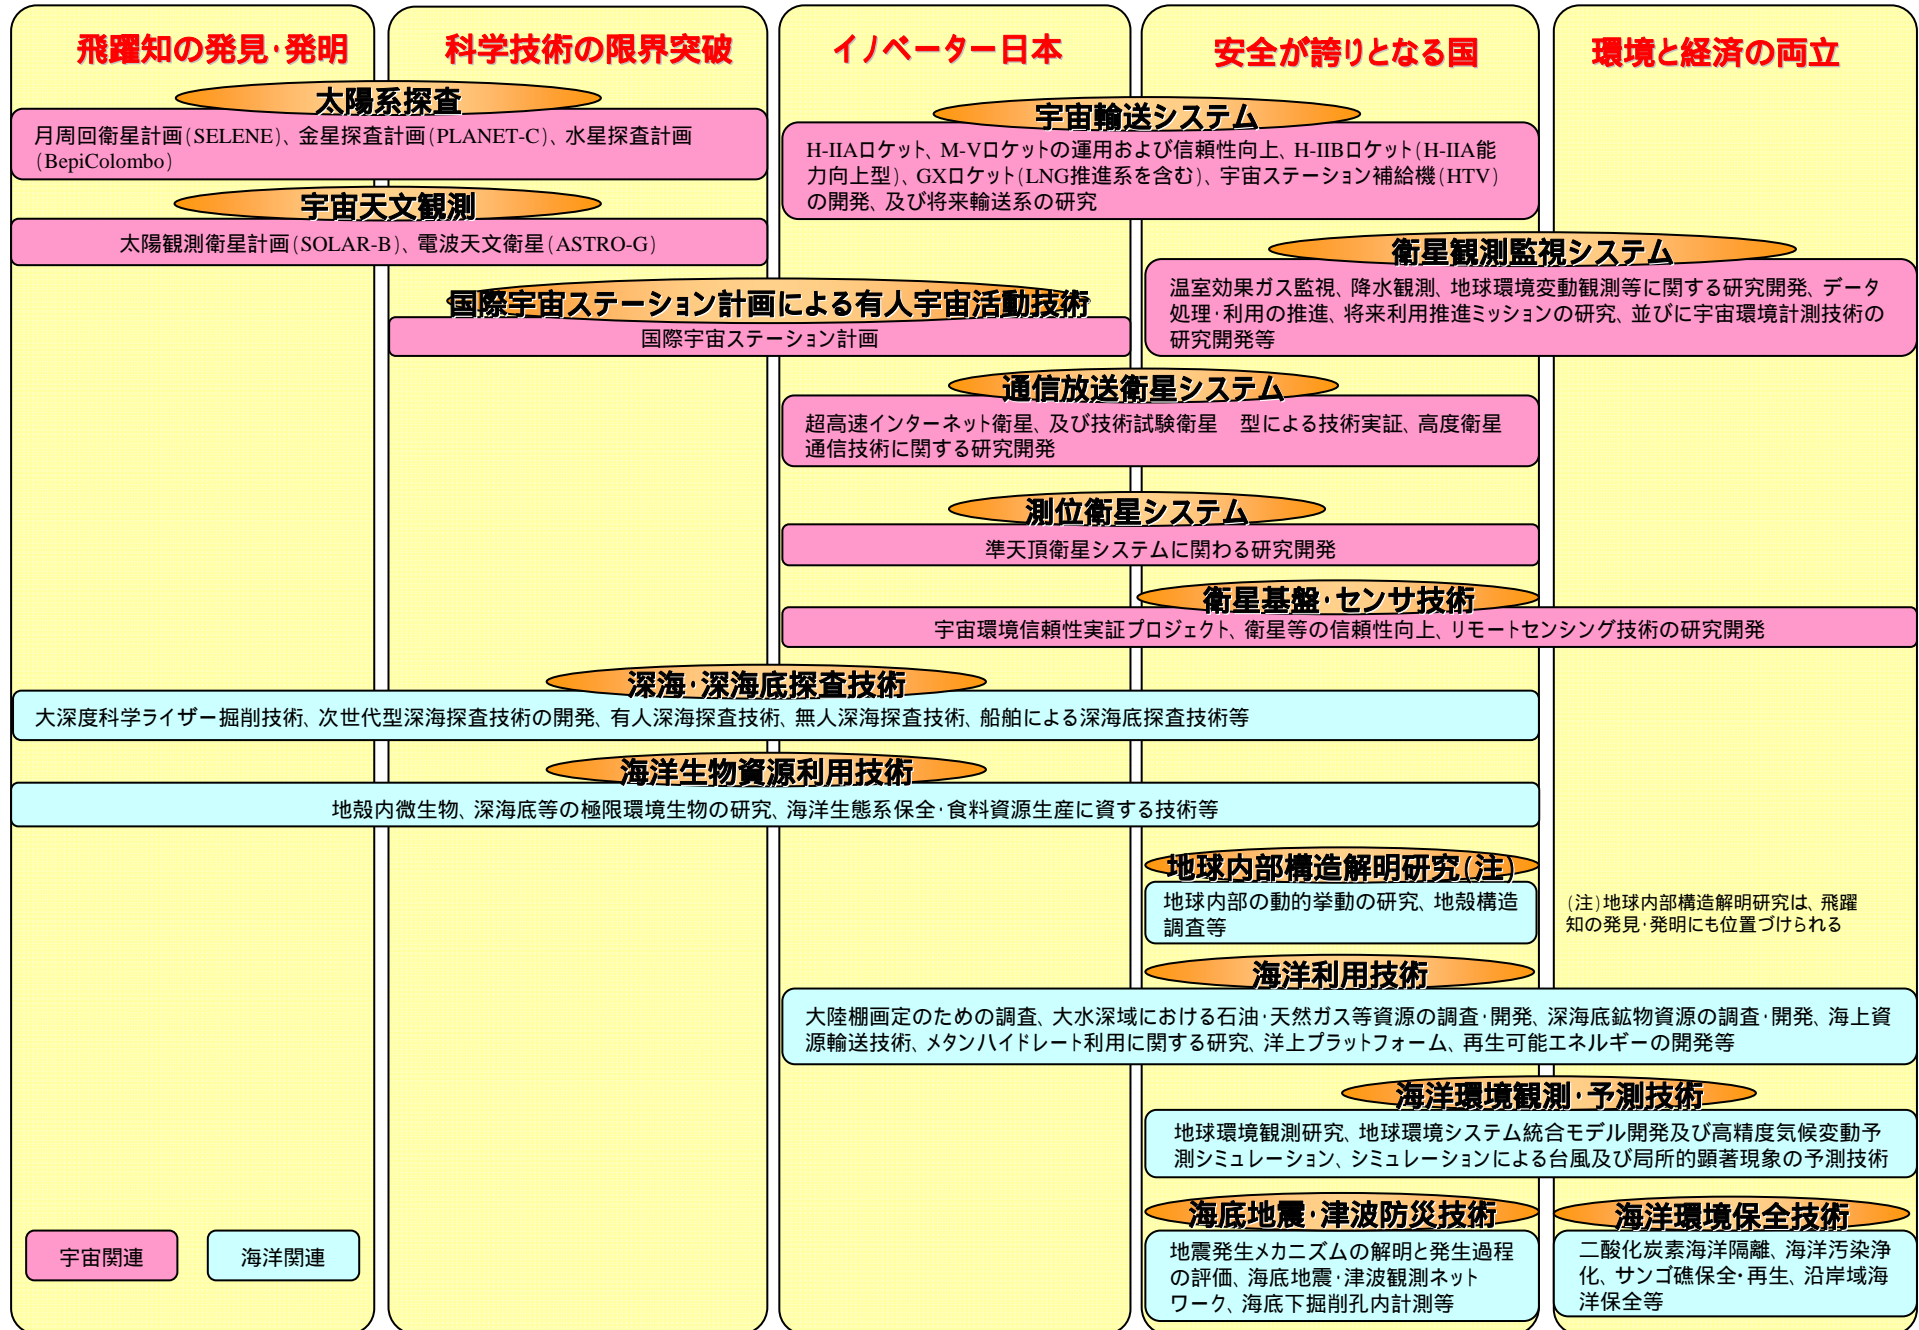 飛躍知の発見・発明
科学技術の限界突破
イノベーター日本
安全が誇りとなる国
環境と経済の両立
太陽系探査
月周回衛星計画(SELENE)、金星探査計画(PLANET-C)、水星探査計画
(BepiColombo)
宇宙輸送システム
H-IIAロケット、M-Vロケットの運用および信頼性向上、H-IIBロケット(H-IIA能
力向上型)、GXロケット(LNG推進系を含む)、宇宙ステーション補給機(HTV)
の開発、及び将来輸送系の研究
宇宙天文観測
太陽観測衛星計画(SOLAR-B)、電波天文衛星(ASTRO-G)
衛星観測監視システム
温室効果ガス監視、降水観測、地球環境変動観測等に関する研究開発、データ
処理・利用の推進、将来利用推進ミッションの研究、並びに宇宙環境計測技術の
研究開発等
国際宇宙ステーション計画による有人宇宙活動技術
国際宇宙ステーション計画
通信放送衛星システム
超高速インターネット衛星、及び技術試験衛星　型による技術実証、高度衛星
通信技術に関する研究開発
測位衛星システム
準天頂衛星システムに関わる研究開発
衛星基盤・センサ技術
宇宙環境信頼性実証プロジェクト、衛星等の信頼性向上、リモートセンシング技術の研究開発
深海・深海底探査技術
大深度科学ライザー掘削技術、次世代型深海探査技術の開発、有人深海探査技術、無人深海探査技術、船舶による深海底探査技術等
海洋生物資源利用技術
地殻内微生物、深海底等の極限環境生物の研究、海洋生態系保全・食料資源生産に資する技術等
地球内部構造解明研究(注)
地球内部の動的挙動の研究、地殻構造
調査等
(注)地球内部構造解明研究は、飛躍
知の発見・発明にも位置づけられる
海洋利用技術
大陸棚画定のための調査、大水深域における石油・天然ガス等資源の調査・開発、深海底鉱物資源の調査・開発、海上資
源輸送技術、メタンハイドレート利用に関する研究、洋上プラットフォーム、再生可能エネルギーの開発等
海洋環境観測・予測技術
地球環境観測研究、地球環境システム統合モデル開発及び高精度気候変動予
測シミュレーション、シミュレーションによる台風及び局所的顕著現象の予測技術
海底地震・津波防災技術
地震発生メカニズムの解明と発生過程
の評価、海底地震・津波観測ネット
ワーク、海底下掘削孔内計測等
海洋環境保全技術
二酸化炭素海洋隔離、海洋汚染浄
化、サンゴ礁保全・再生、沿岸域海
洋保全等
宇宙関連
海洋関連